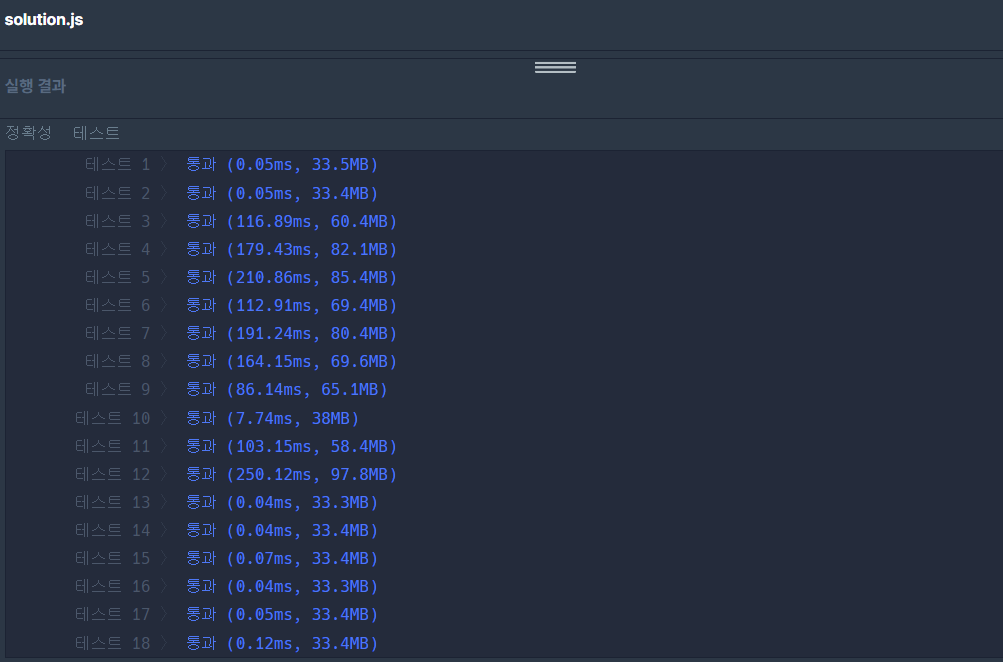 solution.js
실행 결과
정확성 테스트
테스트 1 〉 통과 (0.05ms, 33.5MB)
테스트 2 〉 통과 (0.05ms, 33.4MB)
테스트 3 〉 통과 (116.89ms, 60.4MB)
테스트 4 〉 통과 (179.43ms, 82.1MB)
테스트 5 〉 통과 (210.86ms, 85.4MB)
테스트 6 〉 통과 (112.91ms, 69.4MB)
테스트 7 〉 통과 (191.24ms, 80.4MB)
테스트 8 〉 통과 (164.15ms, 69.6MB)
테스트 9 〉 통과 (86.14ms, 65.1MB)
테스트 10 〉 통과 (7.74ms, 38MB)
테스트 11 〉 통과 (103.15ms, 58.4MB)
테스트 12 〉 통과 (250.12ms, 97.8MB)
테스트 13 〉 통과 (0.04ms, 33.3MB)
테스트 14 〉 통과 (0.04ms, 33.4MB)
테스트 15 〉 통과 (0.07ms, 33.4MB)
테스트 16 〉 통과 (0.04ms, 33.3MB)
테스트 17 〉 통과 (0.05ms, 33.4MB)
테스트 18 〉 통과 (0.12ms, 33.4MB)